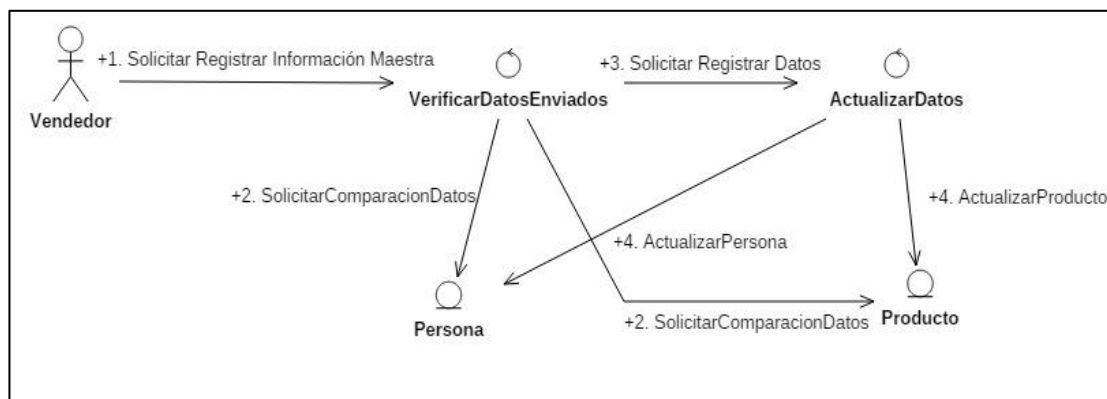 +1. Solicitar Registrar Información Maestra
+3. Solicitar Registrar Datos
Vendedor
VerificarDatosEnviados
ActualizarDatos
+2. SolicitarComparacionDatos
+4. ActualizarProducto
+4. ActualizarPersona
Persona
+2. SolicitarComparacionDatos
Producto